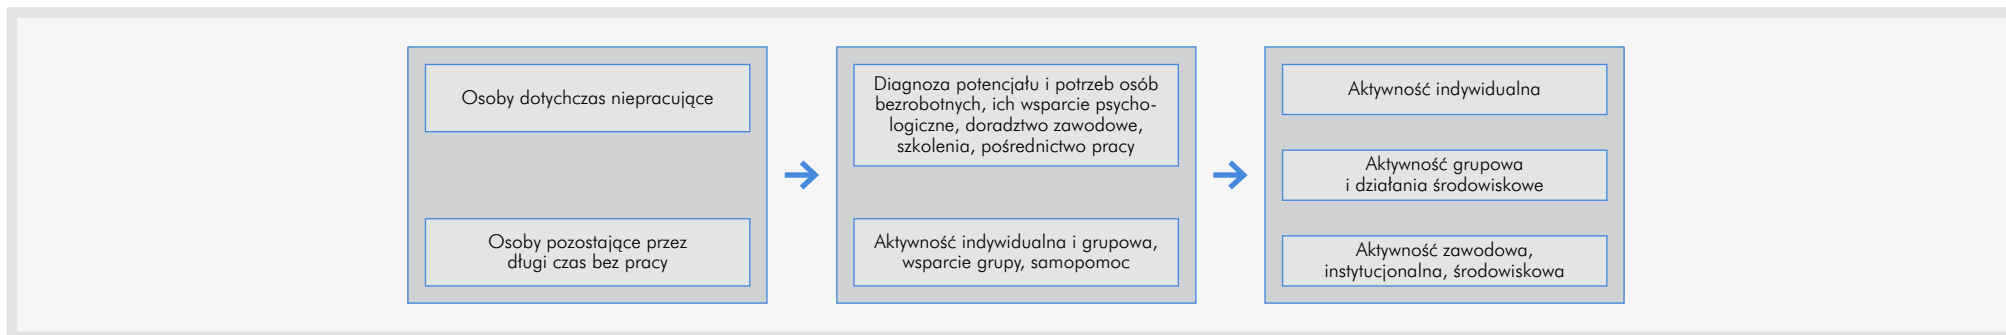 Osoby dotychczas niepracujące
Osoby pozostające przez
długi czas bez pracy
Diagnoza potencjału i potrzeb osób
bezrobotnych, ich wsparcie psycho-
logiczne, doradztwo zawodowe,
szkolenia, pośrednictwo pracy
Aktywność indywidualna i grupowa,
wsparcie grupy, samopomoc
Aktywność indywidualna
Aktywność grupowa
i działania środowiskowe
Aktywność zawodowa,
instytucjonalna, środowiskowa